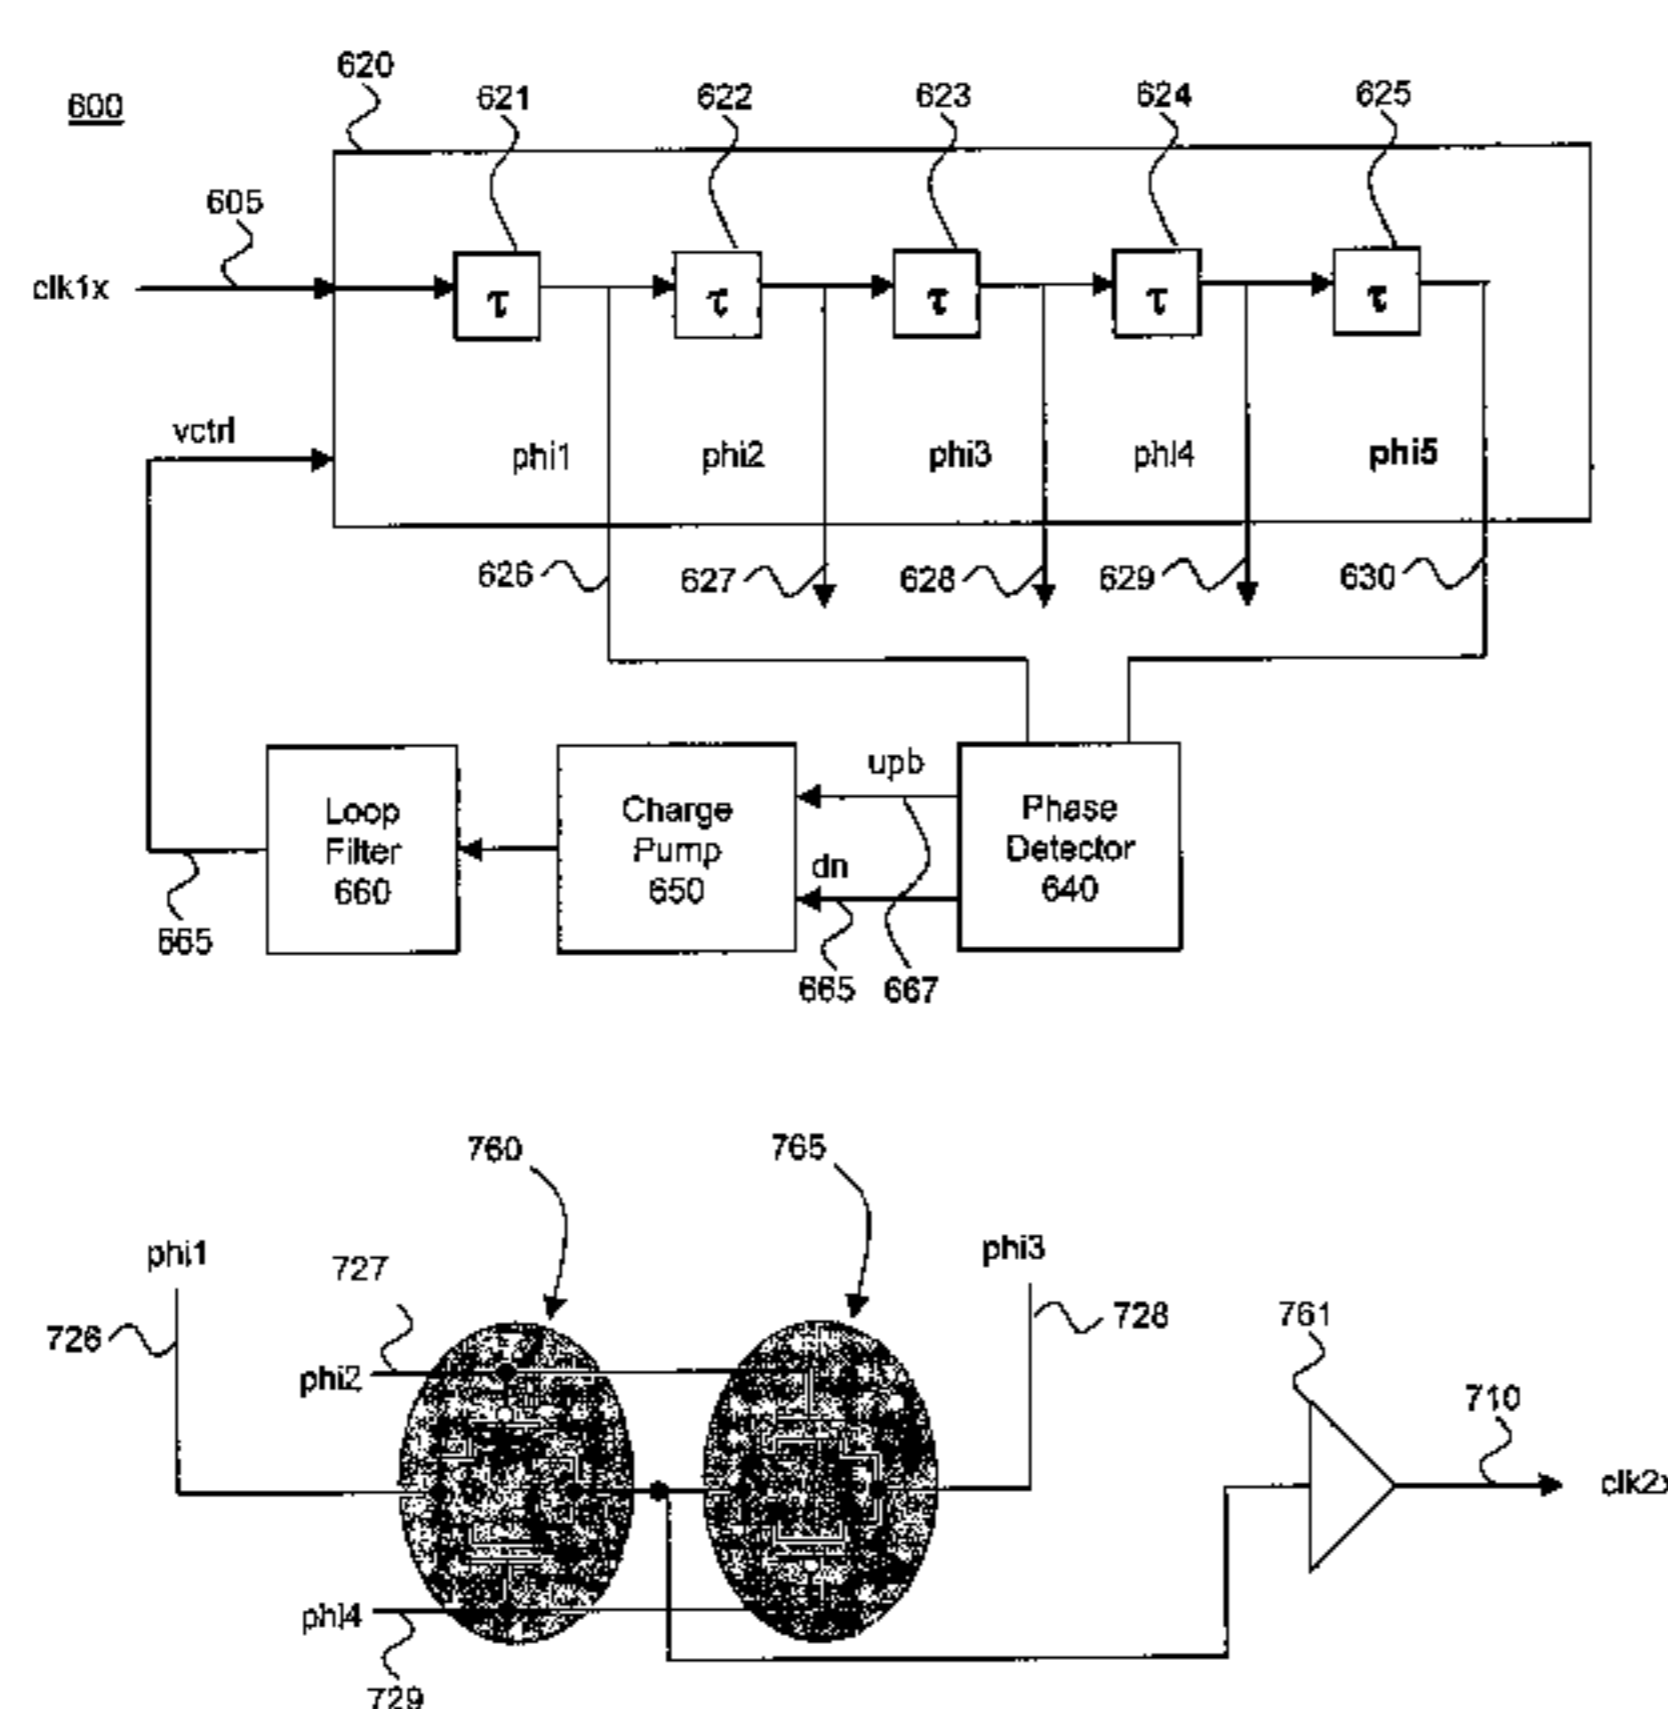 600
620
621
622
623
624
625
605
clk1x
τ
τ
τ
τ
τ
vctrl
phi1
phi2
phi3
phi4
phi5
626
627
628
629
630
Loop
Filter
660
Charge
Pump
650
upb
dn
Phase
Detector
640
665
665
667
760
765
phi1
727
phi3
726
728
761
phi2
710
clk2x
phi4
729